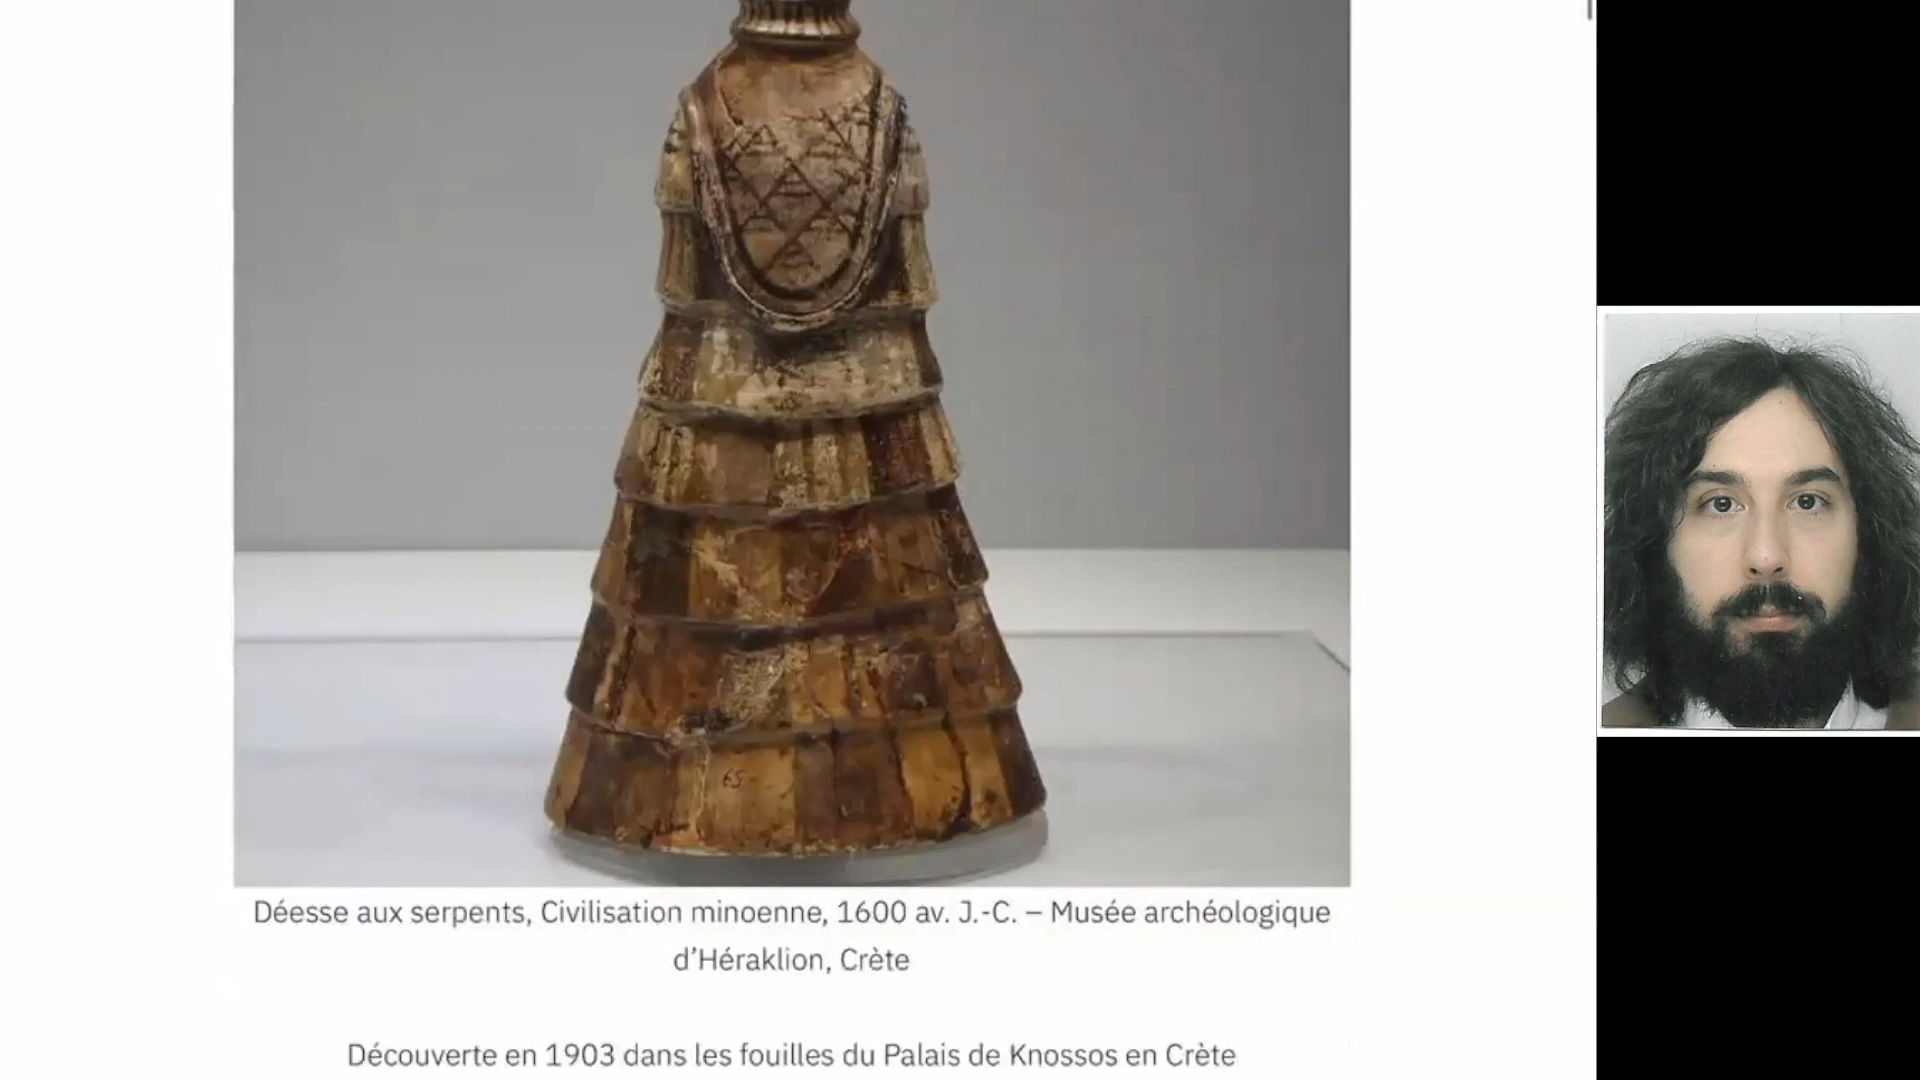 65
Déesse aux serpents, Civilisation minoenne, 1600 av. J.-C. – Musée archéologique
d’Héraklion, Crète
Découverte en 1903 dans les fouilles du Palais de Knossos en Crète